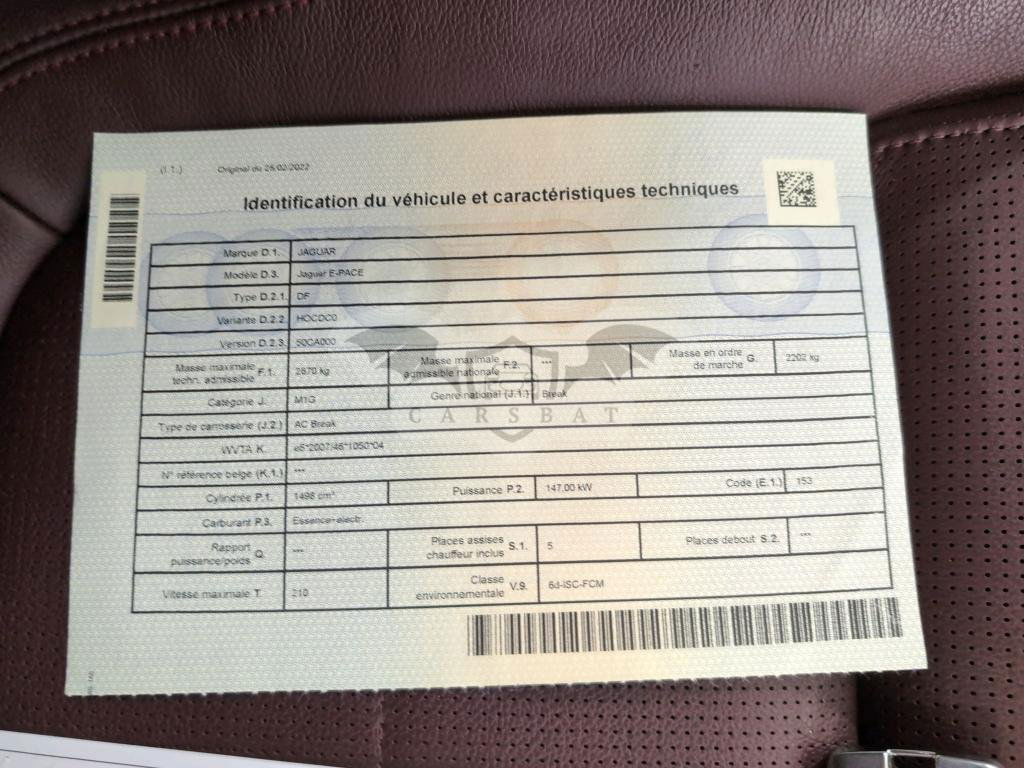 (I.T.) Original du 25/02/2022
Identification du véhicule et caractéristiques techniques
Marque D.1. JAGUAR
Modèle D.3. Jaguar E-PACE
Type D.2.1. DF
Variante D.2.2. HOCDC0
Version D.2.3. 50CA000
Masse maximale techn. admissible F.1. 2670 kg Masse maximale admissible nationale F.2. --- Masse en ordre de marche G. 2202 kg
Catégorie J. M1G Genre national (J.1.) Break
CARSBAT
Type de carrosserie (J.2.) AC Break
WVTA K. e5*2007/46*1050*04
N° référence belge (K.1.) ---
Cylindrée P.1. 1498 cm³ Puissance P.2. 147.00 kW Code (E.1.) 153
Carburant P.3. Essence+electr.
Rapport puissance/poids Q. --- Places assises chauffeur inclus S.1. 5 Places debout S.2. ---
Vitesse maximale T. 210 Classe environnementale V.9. 6d-ISC-FCM